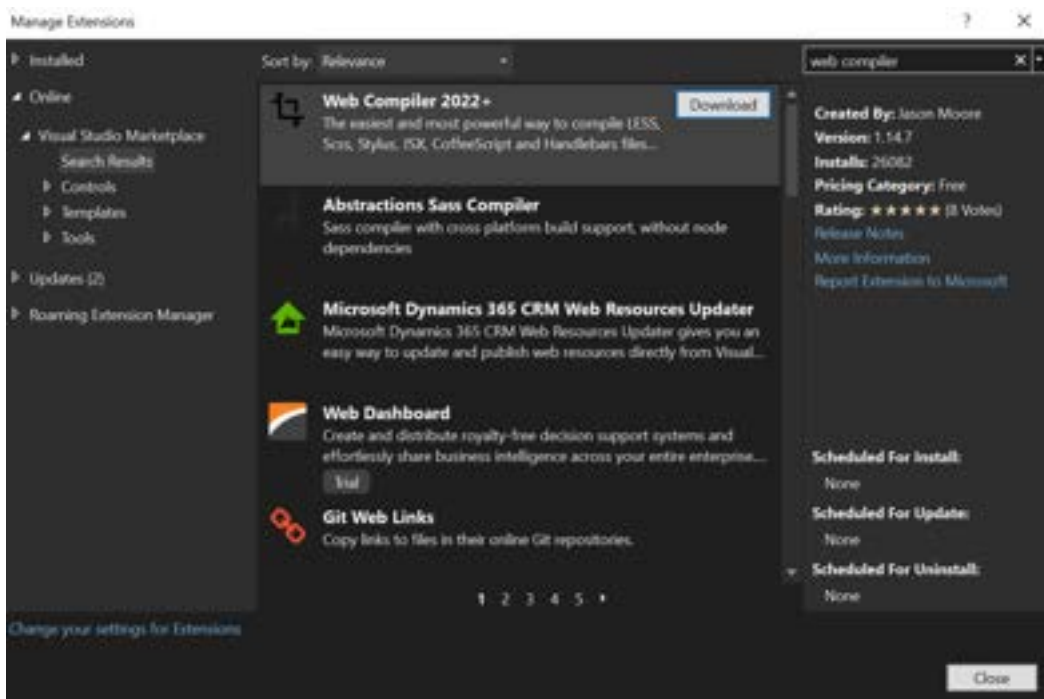 Manage Extensions
? ×
Installed
Online
Visual Studio Marketplace
Search Results
Controls
Templates
Tools
Updates (2)
Roaming Extension Manager
Change your settings for Extensions
Sort by: Relevance
Web Compiler 2022+
Download
The easiest and most powerful way to compile LESS,
Scss, Stylus, JSX, CoffeeScript and Handlebars files...
Abstractions Sass Compiler
Sass compiler with cross platform build support, without node
dependencies
Microsoft Dynamics 365 CRM Web Resources Updater
Microsoft Dynamics 365 CRM Web Resources Updater gives you an
easy way to update and publish web resources directly from Visual...
Web Dashboard
Create and distribute royalty-free decision support systems and
effortlessly share business intelligence across your entire enterprise....
Trial
Git Web Links
Copy links to files in their online Git repositories.
1 2 3 4 5
web compiler
Created By: Jason Moore
Version: 1.14.7
Installs: 26082
Pricing Category: Free
Rating: ★★★★★ (8 Votes)
Release Notes
More Information
Report Extension to Microsoft
Scheduled For Install:
None
Scheduled For Update:
None
Scheduled For Uninstall:
None
Close